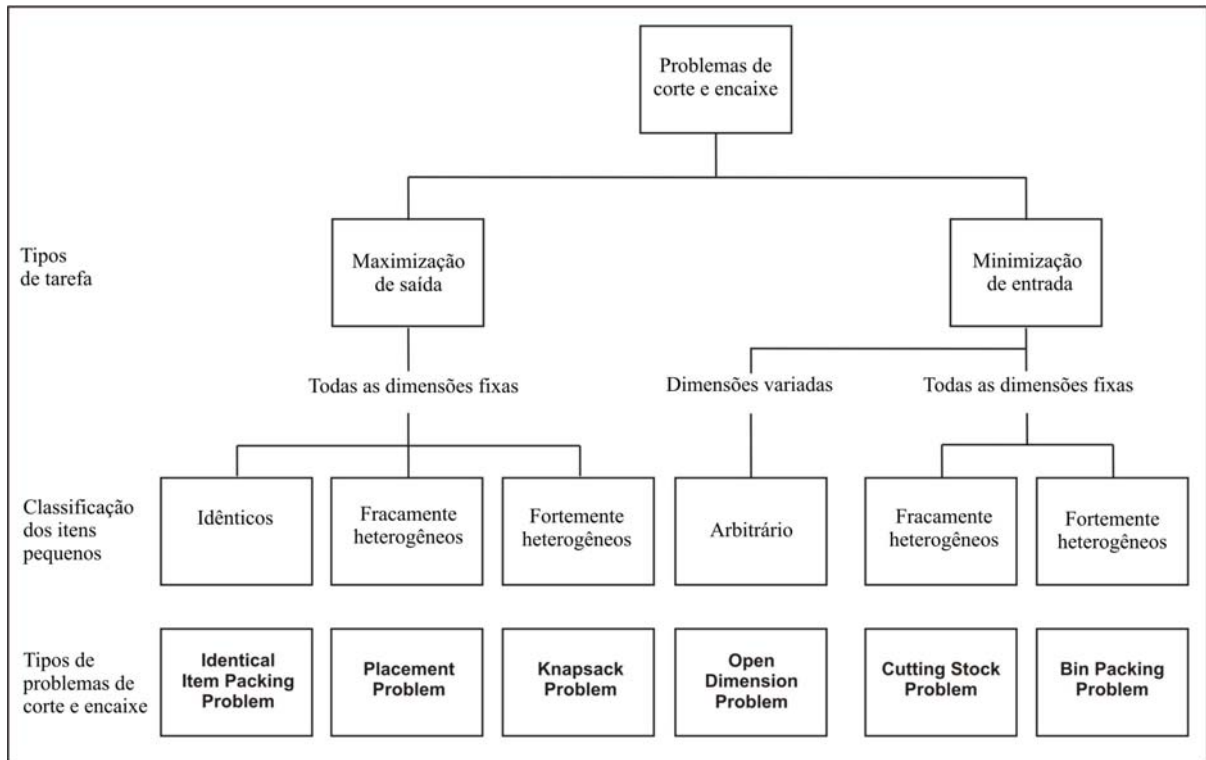 Problemas de
corte e encaixe
Tipos
de tarefa
Maximização
de saída
Minimização
de entrada
Todas as dimensões fixas
Dimensões variadas
Todas as dimensões fixas
Classificação
dos itens
pequenos
Idênticos
Fracamente
heterogêneos
Fortemente
heterogêneos
Arbitrário
Fracamente
heterogêneos
Fortemente
heterogêneos
Tipos de
problemas de
corte e encaixe
Identical
Item Packing
Problem
Placement
Problem
Knapsack
Problem
Open
Dimension
Problem
Cutting Stock
Problem
Bin Packing
Problem